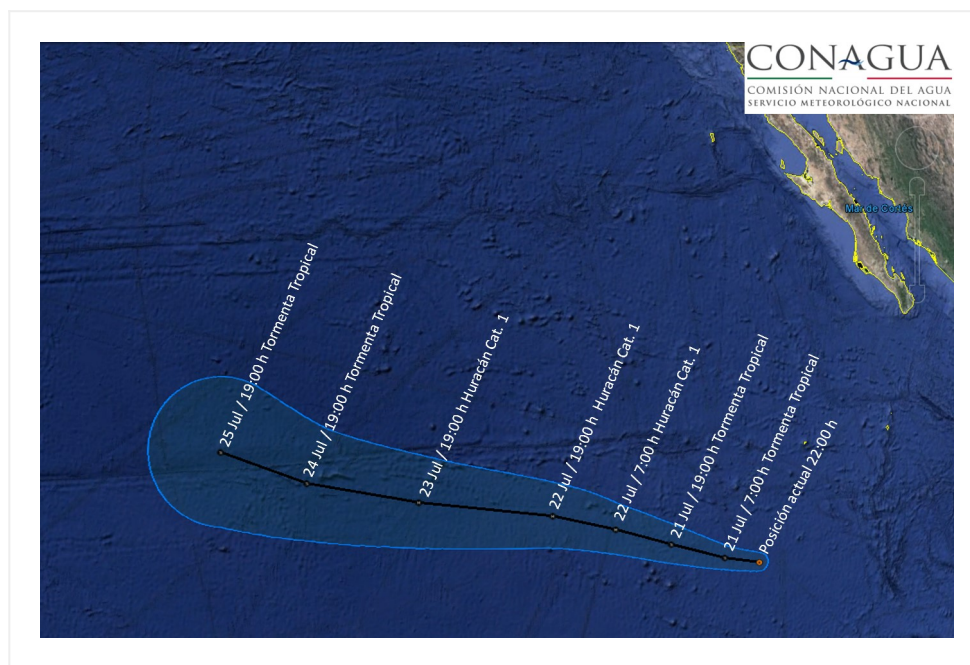 CONAGUA
COMISIÓN NACIONAL DEL AGUA
SERVICIO METEOROLÓGICO NACIONAL
Mar de Cortés
25 Jul / 19:00 h Tormenta Tropical
24 Jul / 19:00 h Tormenta Tropical
23 Jul / 19:00 h Huracán Cat. 1
22 Jul / 19:00 h Huracán Cat. 1
22 Jul / 7:00 h Huracán Cat. 1
21 Jul / 19:00 h Tormenta Tropical
21 Jul / 7:00 h Tormenta Tropical
Posición actual 22:00 h